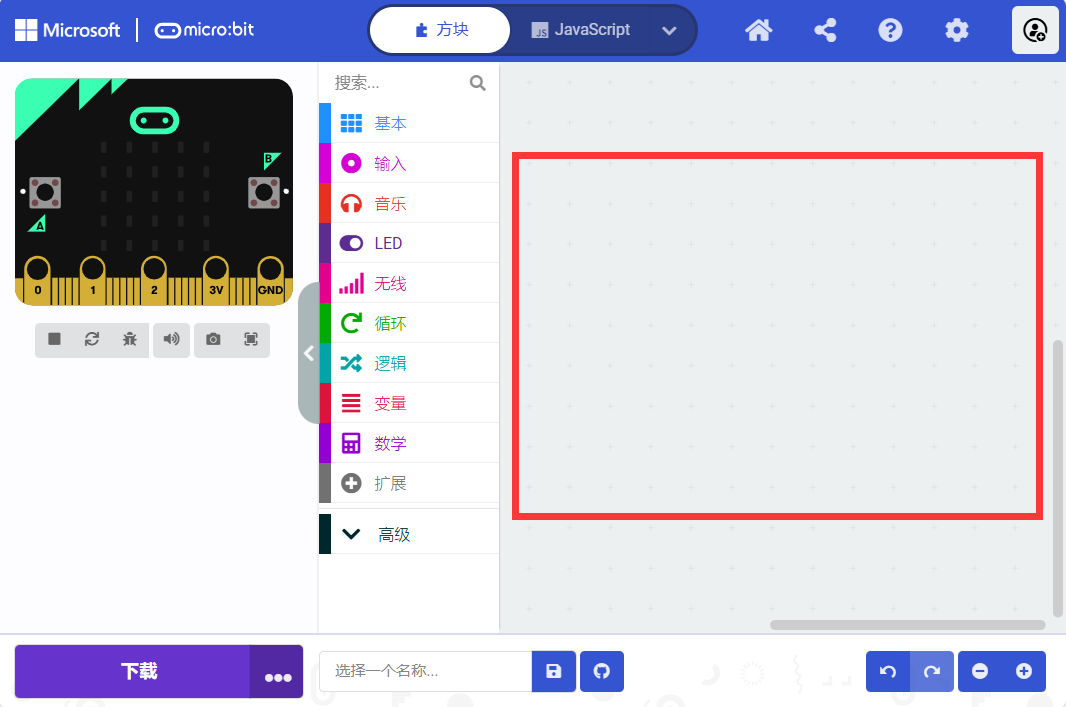 Microsoft
micro:bit
方块
JS
JavaScript
搜索...
基本
输入
音乐
LED
无线
循环
逻辑
变量
数学
扩展
高级
B
A
0
1
2
3V
GND
下载
选择一个名称...